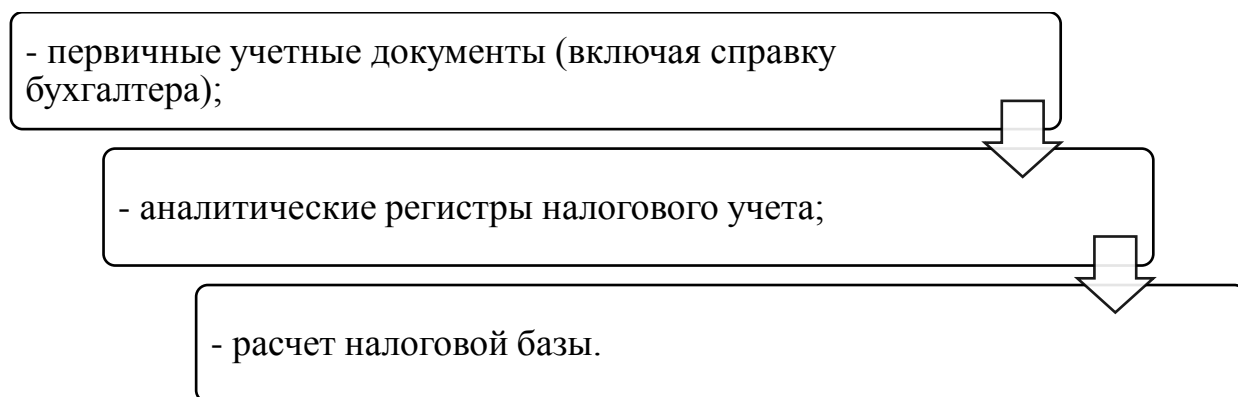 - первичные учетные документы (включая справку
бухгалтера);
- аналитические регистры налогового учета;
- расчет налоговой базы.